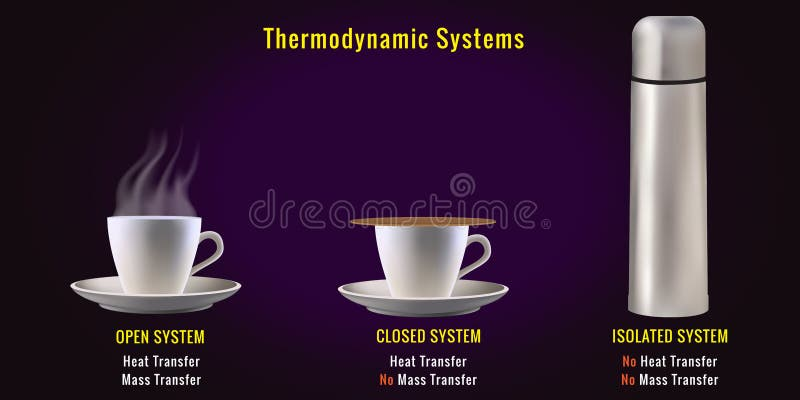 Thermodynamic Systems
dreamstime
OPEN SYSTEM
Heat Transfer
Mass Transfer
CLOSED SYSTEM
Heat Transfer
No Mass Transfer
ISOLATED SYSTEM
No Heat Transfer
No Mass Transfer